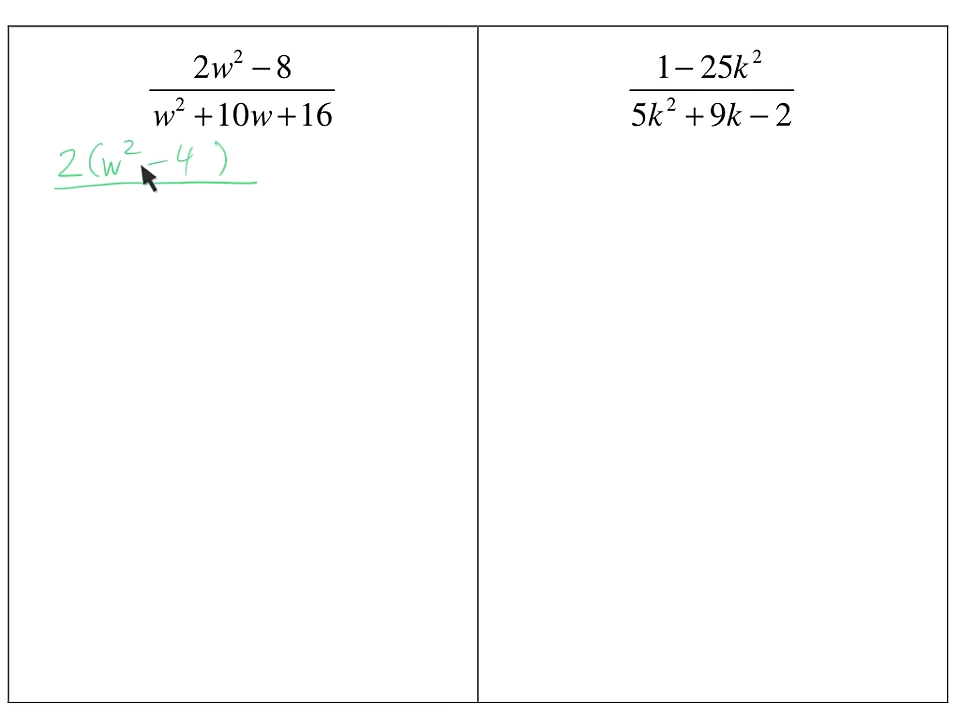 2w² − 8
w² + 10w + 16
2(w² − 4 )
1 − 25k²
5k² + 9k − 2